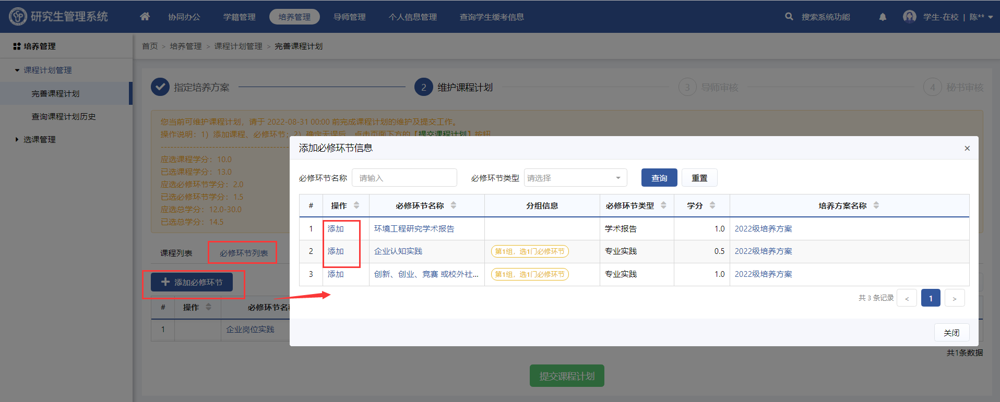 研究生管理系统
协同办公 学籍管理 培养管理 导师管理 个人信息管理 查询学生缓考信息 搜索系统功能 学生-在校 | 陈**
培养管理
课程计划管理
完善课程计划
查询课程计划历史
选课管理
首页 > 培养管理 > 课程计划管理 > 完善课程计划
指定培养方案 2 维护课程计划 3 导师审核 4 秘书审核
您当前可维护课程计划，请于 2022-08-31 00:00 前完成课程计划的维护及提交工作。
操作说明：1）添加课程、必修环节；2）确定无误后，点击页面下方的【提交课程计划】按钮
应选课程学分：10.0
已选课程学分：13.0
应选必修环节学分：2.0
已选必修环节学分：1.5
应选总学分：12.0-30.0
已选总学分：14.5
课程列表 必修环节列表
添加必修环节
# 操作 必修环节名
1 企业岗位实践
共1条数据
提交课程计划
添加必修环节信息 ×
必修环节名称 请输入 必修环节类型 请选择 查询 重置
# 操作 必修环节名称 分组信息 必修环节类型 学分 培养方案名称
1 添加 环境工程研究学术报告 学术报告 1.0 2022级培养方案
2 添加 企业认知实践 第1组，选1门必修环节 专业实践 0.5 2022级培养方案
3 添加 创新、创业、竞赛 或校外社... 第1组，选1门必修环节 专业实践 1.0 2022级培养方案
共 3 条记录 < 1 >
关闭